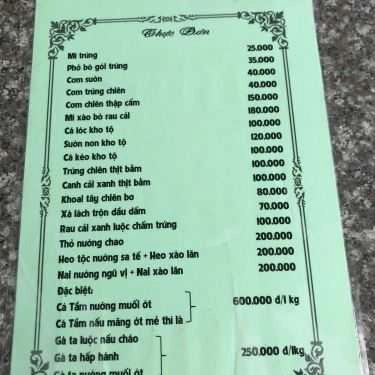 Thực Đơn
Mì trứng 25.000
Phở bò gói trứng 35.000
Cơm sườn 40.000
Cơm trứng chiên 40.000
Cơm chiên thập cẩm 150.000
Mì xào bò rau cải 180.000
Cá lóc kho tộ 100.000
Sườn non kho tộ 120.000
Cá kèo kho tộ 100.000
Trứng chiên thịt bằm 100.000
Canh cải xanh thịt bằm 100.000
Khoai tây chiên bơ 80.000
Xà lách trộn dầu dấm 70.000
Rau cải xanh luộc chấm trứng 100.000
Thỏ nướng chao 200.000
Heo tộc nướng sa tế + Heo xào lăn 200.000
Nai nướng ngũ vị + Nai xào lăn 200.000
Đặc biệt:
Cá Tầm nướng muối ớt
600.000 đ/1 kg
Cá Tầm nấu măng ớt mẻ thì là
Gà ta luộc nấu cháo
Gà ta hấp hành 250.000 đ/1kg
Gà ta nướng muối ớt